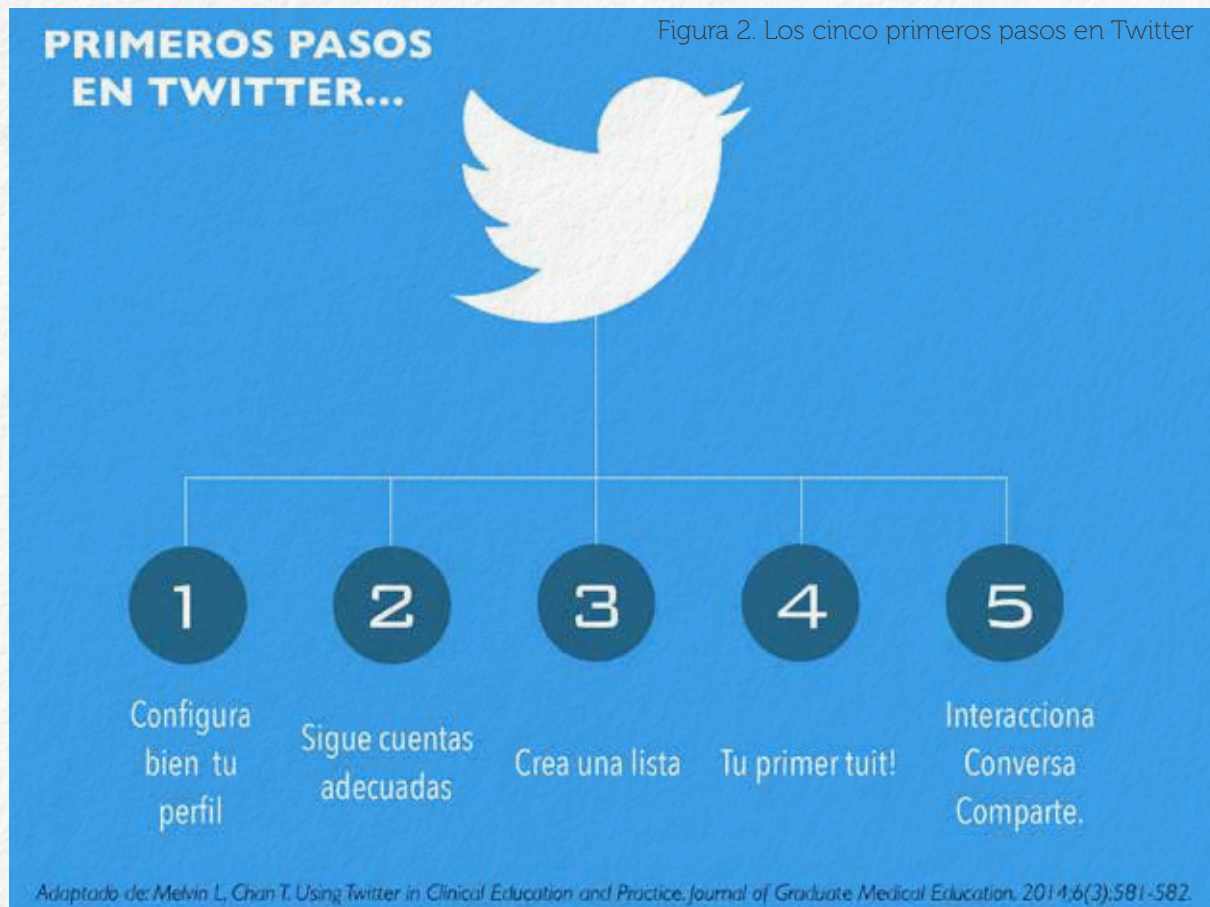 PRIMEROS PASOS
EN TWITTER...
Figura 2. Los cinco primeros pasos en Twitter
1
Configura
bien tu
perfil
2
Sigue cuentas
adecuadas
3
Crea una lista
4
Tu primer tuit!
5
Interacciona
Conversa
Comparte.
Adaptado de: Melvin L, Chan T. Using Twitter in Clinical Education and Practice. Journal of Graduate Medical Education. 2014;6(3):581-582.